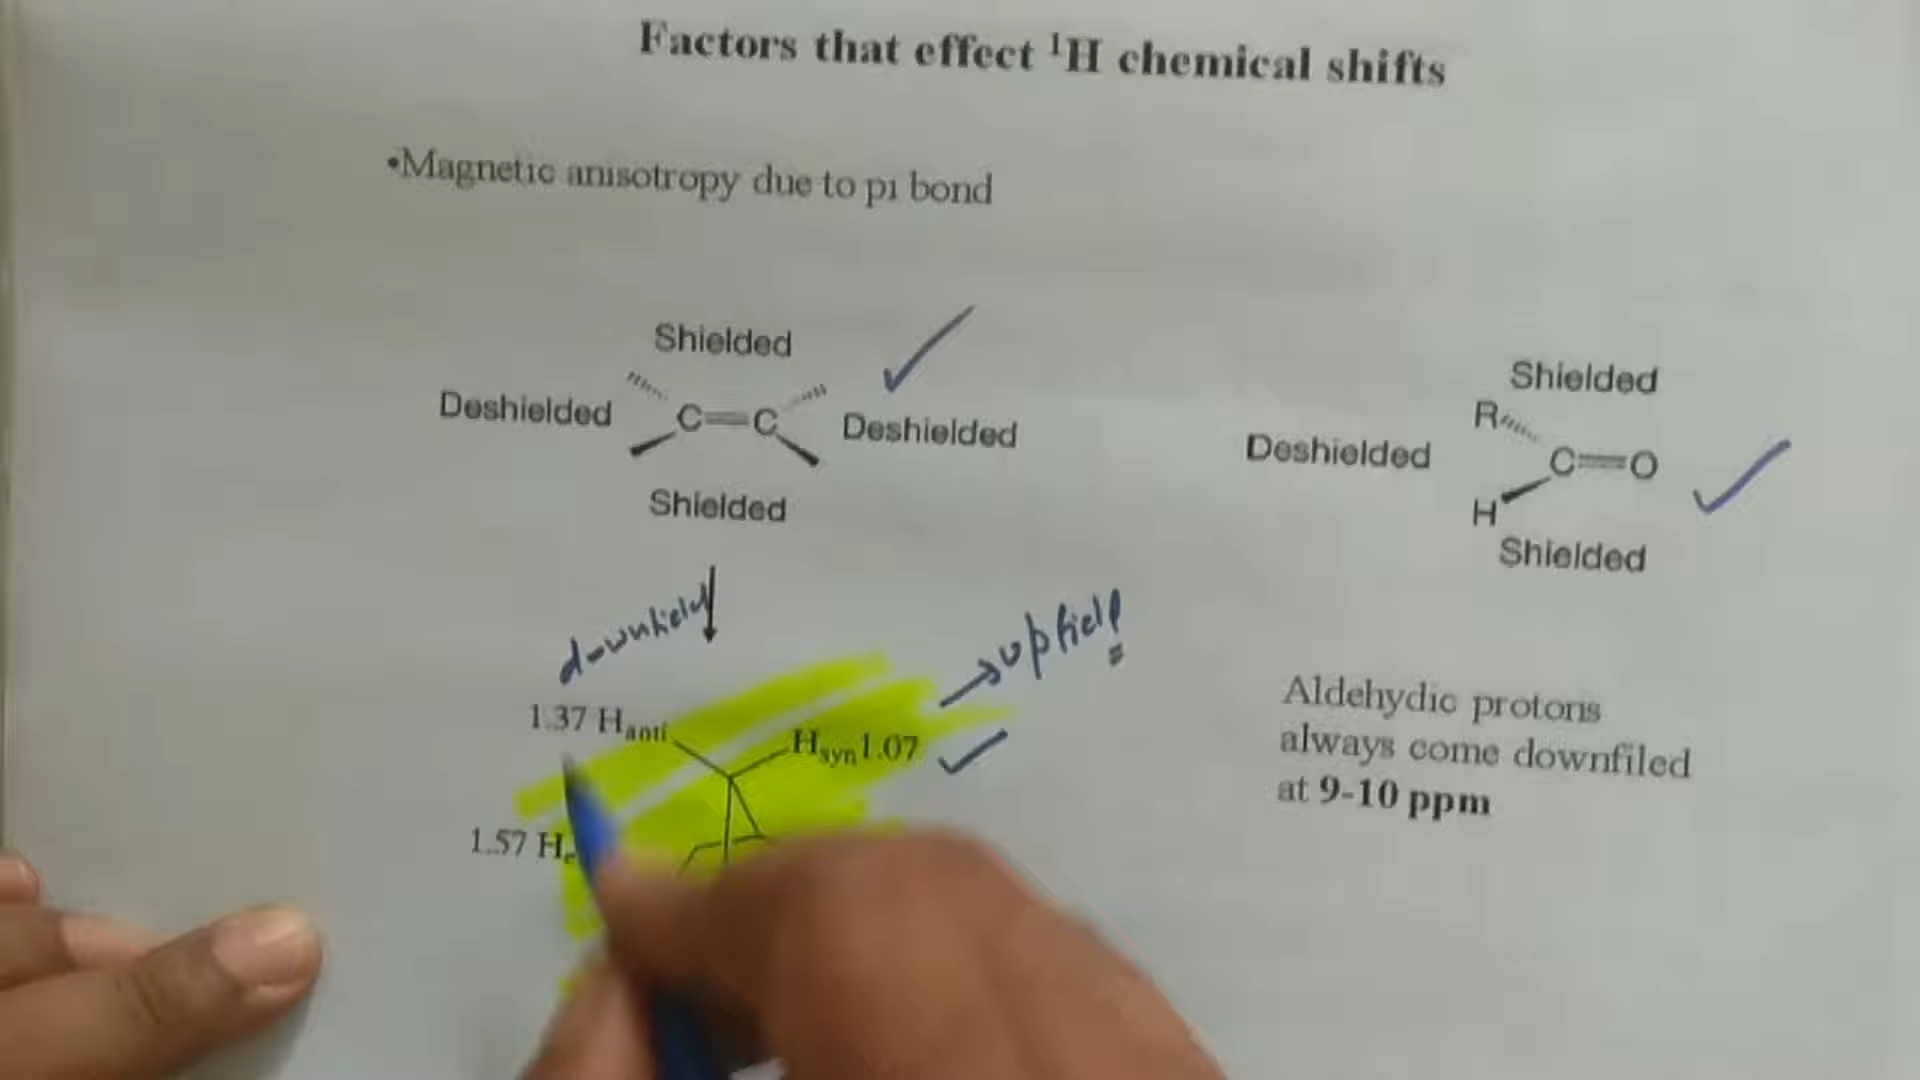 Factors that effect ¹H chemical shifts
•Magnetic anisotropy due to pi bond
Shielded
Deshielded
C=C
Deshielded
Shielded
Shielded
R
Deshielded
C=O
H
Shielded
downfield
upfield
1.37 Hanti
Hsyn 1.07
1.57 H
Aldehydic protons
always come downfiled
at 9-10 ppm